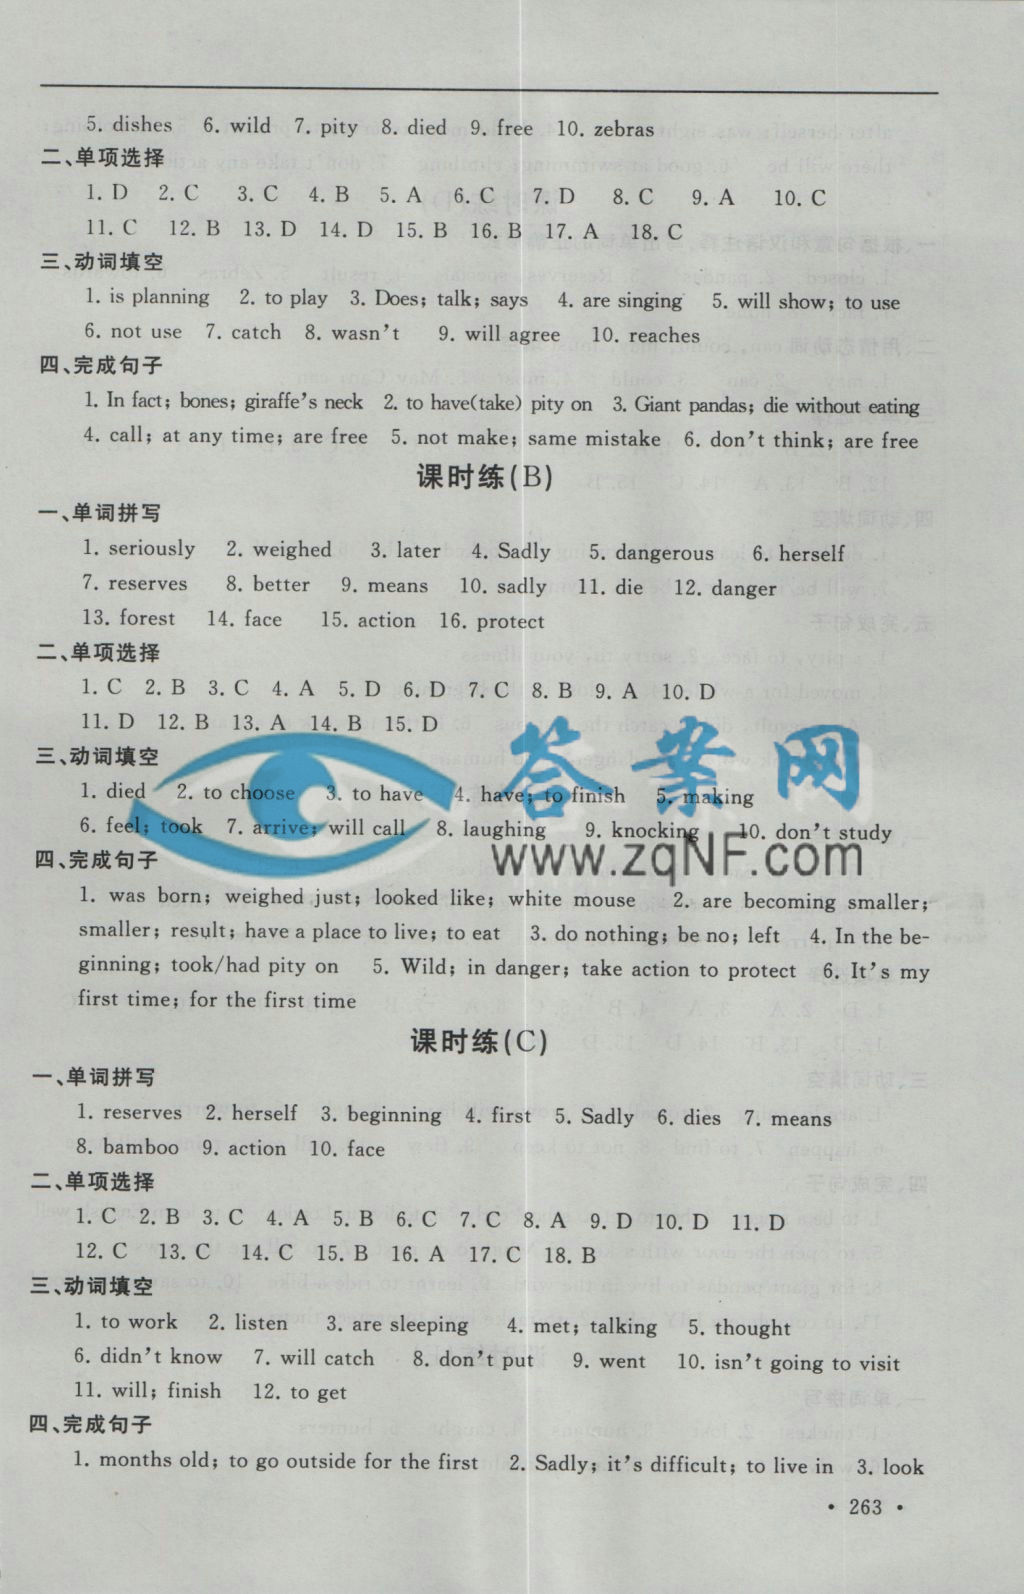 5. dishes 6. wild 7. pity 8. died 9. free 10. zebras
二、单项选择
1. D 2. C 3. C 4. B 5. A 6. C 7. D 8. C 9. A 10. C
11. C 12. B 13. D 14. D 15. B 16. B 17. A 18. C
三、动词填空
1. is planning 2. to play 3. Does; talk; says 4. are singing 5. will show; to use
6. not use 7. catch 8. wasn't 9. will agree 10. reaches
四、完成句子
1. In fact; bones; giraffe's neck 2. to have(take) pity on 3. Giant pandas; die without eating
4. call; at any time; are free 5. not make; same mistake 6. don't think; are free
课时练(B)
一、单词拼写
1. seriously 2. weighed 3. later 4. Sadly 5. dangerous 6. herself
7. reserves 8. better 9. means 10. sadly 11. die 12. danger
13. forest 14. face 15. action 16. protect
二、单项选择
1. C 2. B 3. C 4. A 5. D 6. D 7. C 8. B 9. A 10. D
11. D 12. B 13. A 14. B 15. D
三、动词填空
1. died 2. to choose 3. to have 4. have; to finish 5. making
6. feel; took 7. arrive; will call 8. laughing 9. knocking 10. don't study
答案网
www.zqNF.com
四、完成句子
1. was born; weighed just; looked like; white mouse 2. are becoming smaller;
smaller; result; have a place to live; to eat 3. do nothing; be no; left 4. In the be-
ginning; took/had pity on 5. Wild; in danger; take action to protect 6. It's my
first time; for the first time
课时练(C)
一、单词拼写
1. reserves 2. herself 3. beginning 4. first 5. Sadly 6. dies 7. means
8. bamboo 9. action 10. face
二、单项选择
1. C 2. B 3. C 4. A 5. B 6. C 7. C 8. A 9. D 10. D 11. D
12. C 13. C 14. C 15. B 16. A 17. C 18. B
三、动词填空
1. to work 2. listen 3. are sleeping 4. met; talking 5. thought
6. didn't know 7. will catch 8. don't put 9. went 10. isn't going to visit
11. will; finish 12. to get
四、完成句子
1. months old; to go outside for the first 2. Sadly; it's difficult; to live in 3. look
• 263 •